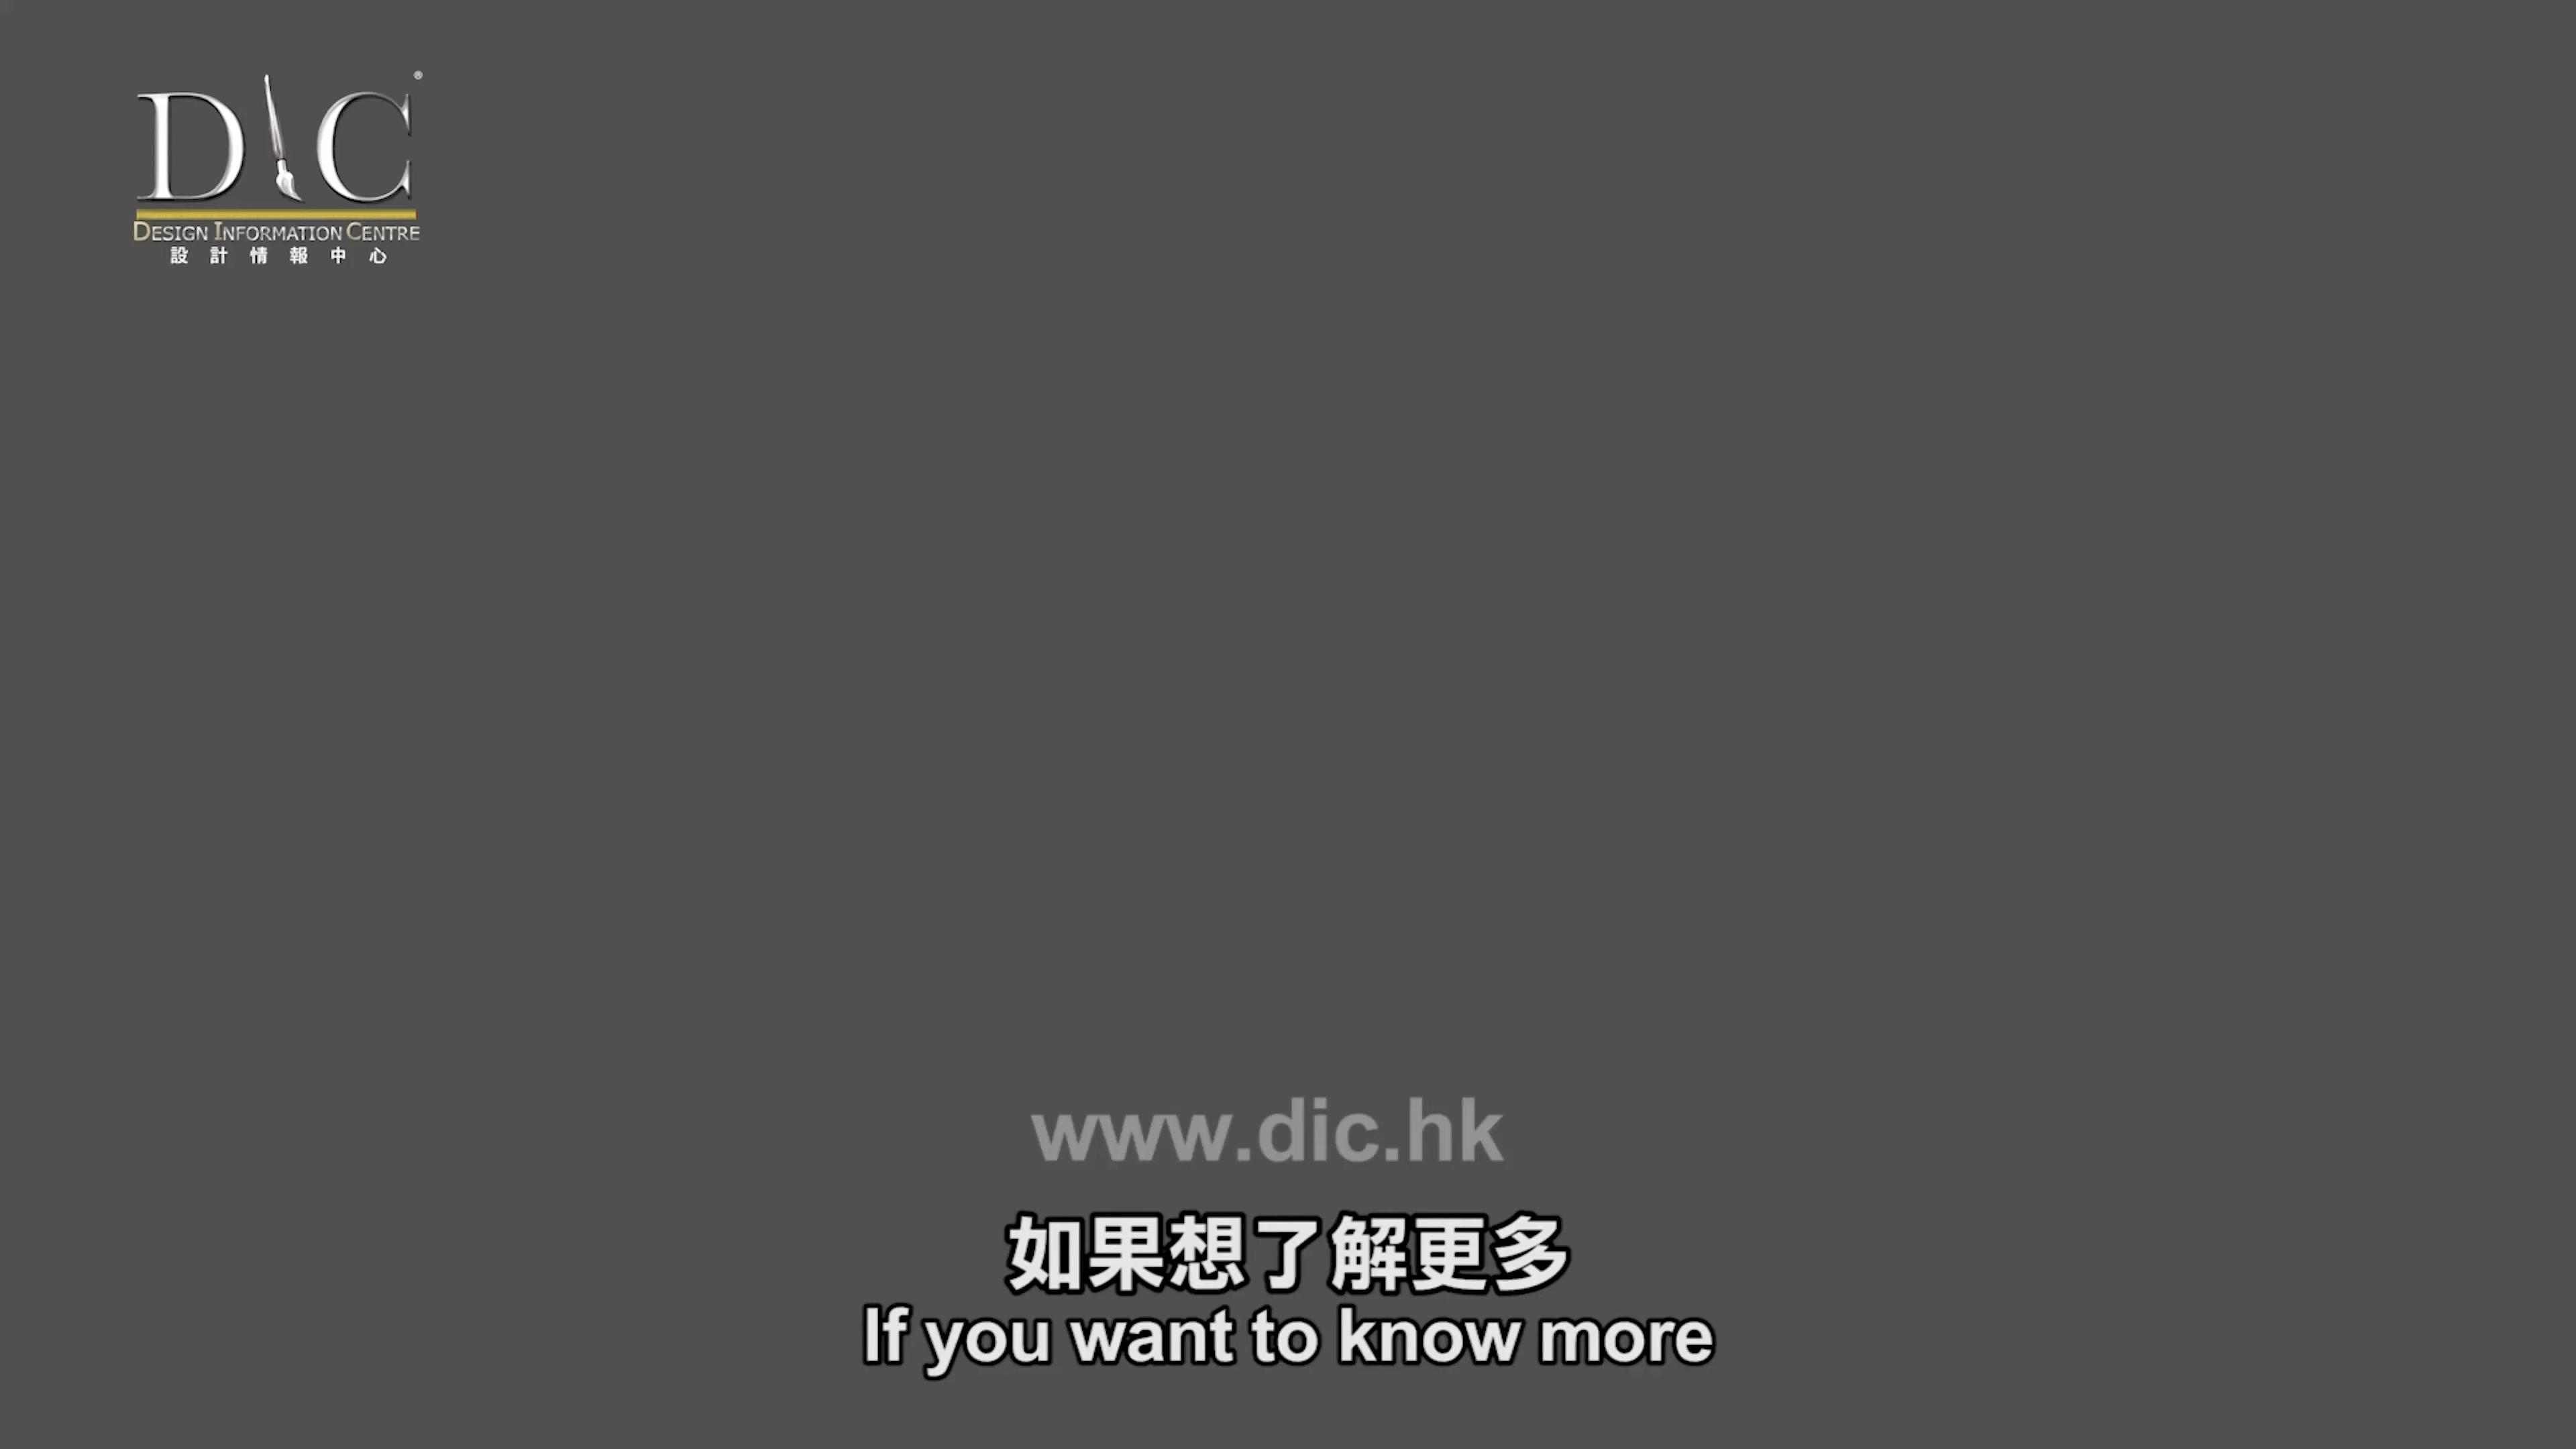 DIC®
DESIGN INFORMATION CENTRE
設計情報中心
www.dic.hk
如果想了解更多
If you want to know more